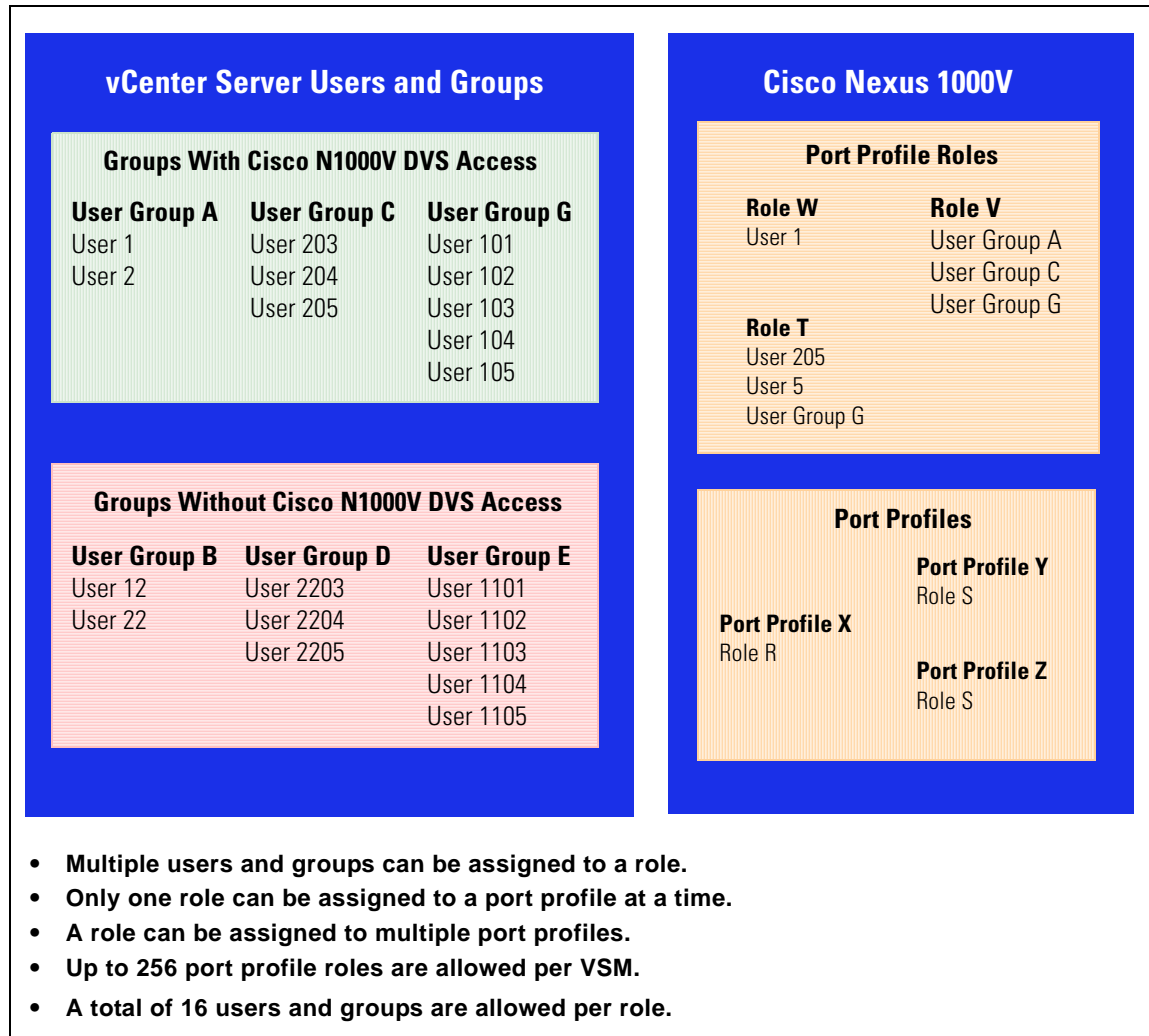 vCenter Server Users and Groups
Groups With Cisco N1000V DVS Access
User Group A
User 1
User 2
User Group C
User 203
User 204
User 205
User Group G
User 101
User 102
User 103
User 104
User 105
Groups Without Cisco N1000V DVS Access
User Group B
User 12
User 22
User Group D
User 2203
User 2204
User 2205
User Group E
User 1101
User 1102
User 1103
User 1104
User 1105
Cisco Nexus 1000V
Port Profile Roles
Role W
User 1
Role V
User Group A
User Group C
User Group G
Role T
User 205
User 5
User Group G
Port Profiles
Port Profile X
Role R
Port Profile Y
Role S
Port Profile Z
Role S
• Multiple users and groups can be assigned to a role.
• Only one role can be assigned to a port profile at a time.
• A role can be assigned to multiple port profiles.
• Up to 256 port profile roles are allowed per VSM.
• A total of 16 users and groups are allowed per role.